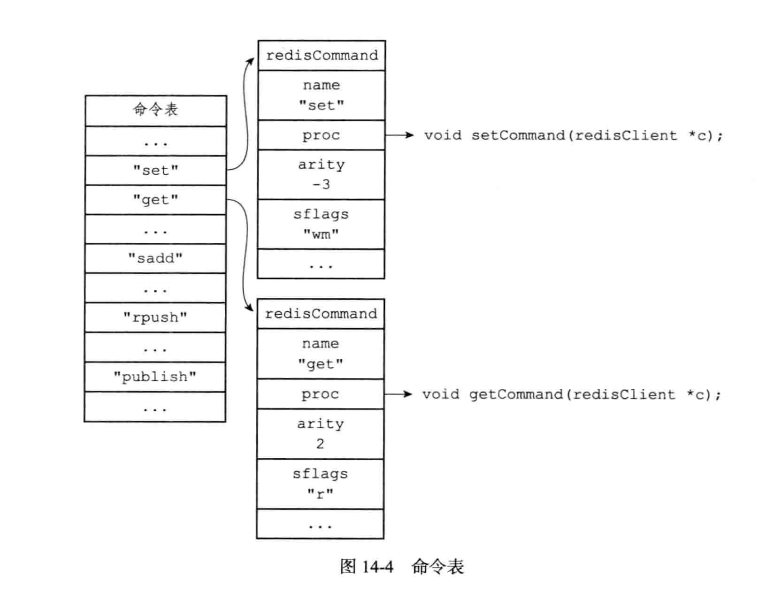 命令表
...
"set"
"get"
...
"sadd"
...
"rpush"
...
"publish"
...
redisCommand
name
"set"
proc
arity
-3
sflags
"wm"
...
void setCommand(redisClient *c);
redisCommand
name
"get"
proc
arity
2
sflags
"r"
...
void getCommand(redisClient *c);
图 14-4 命令表